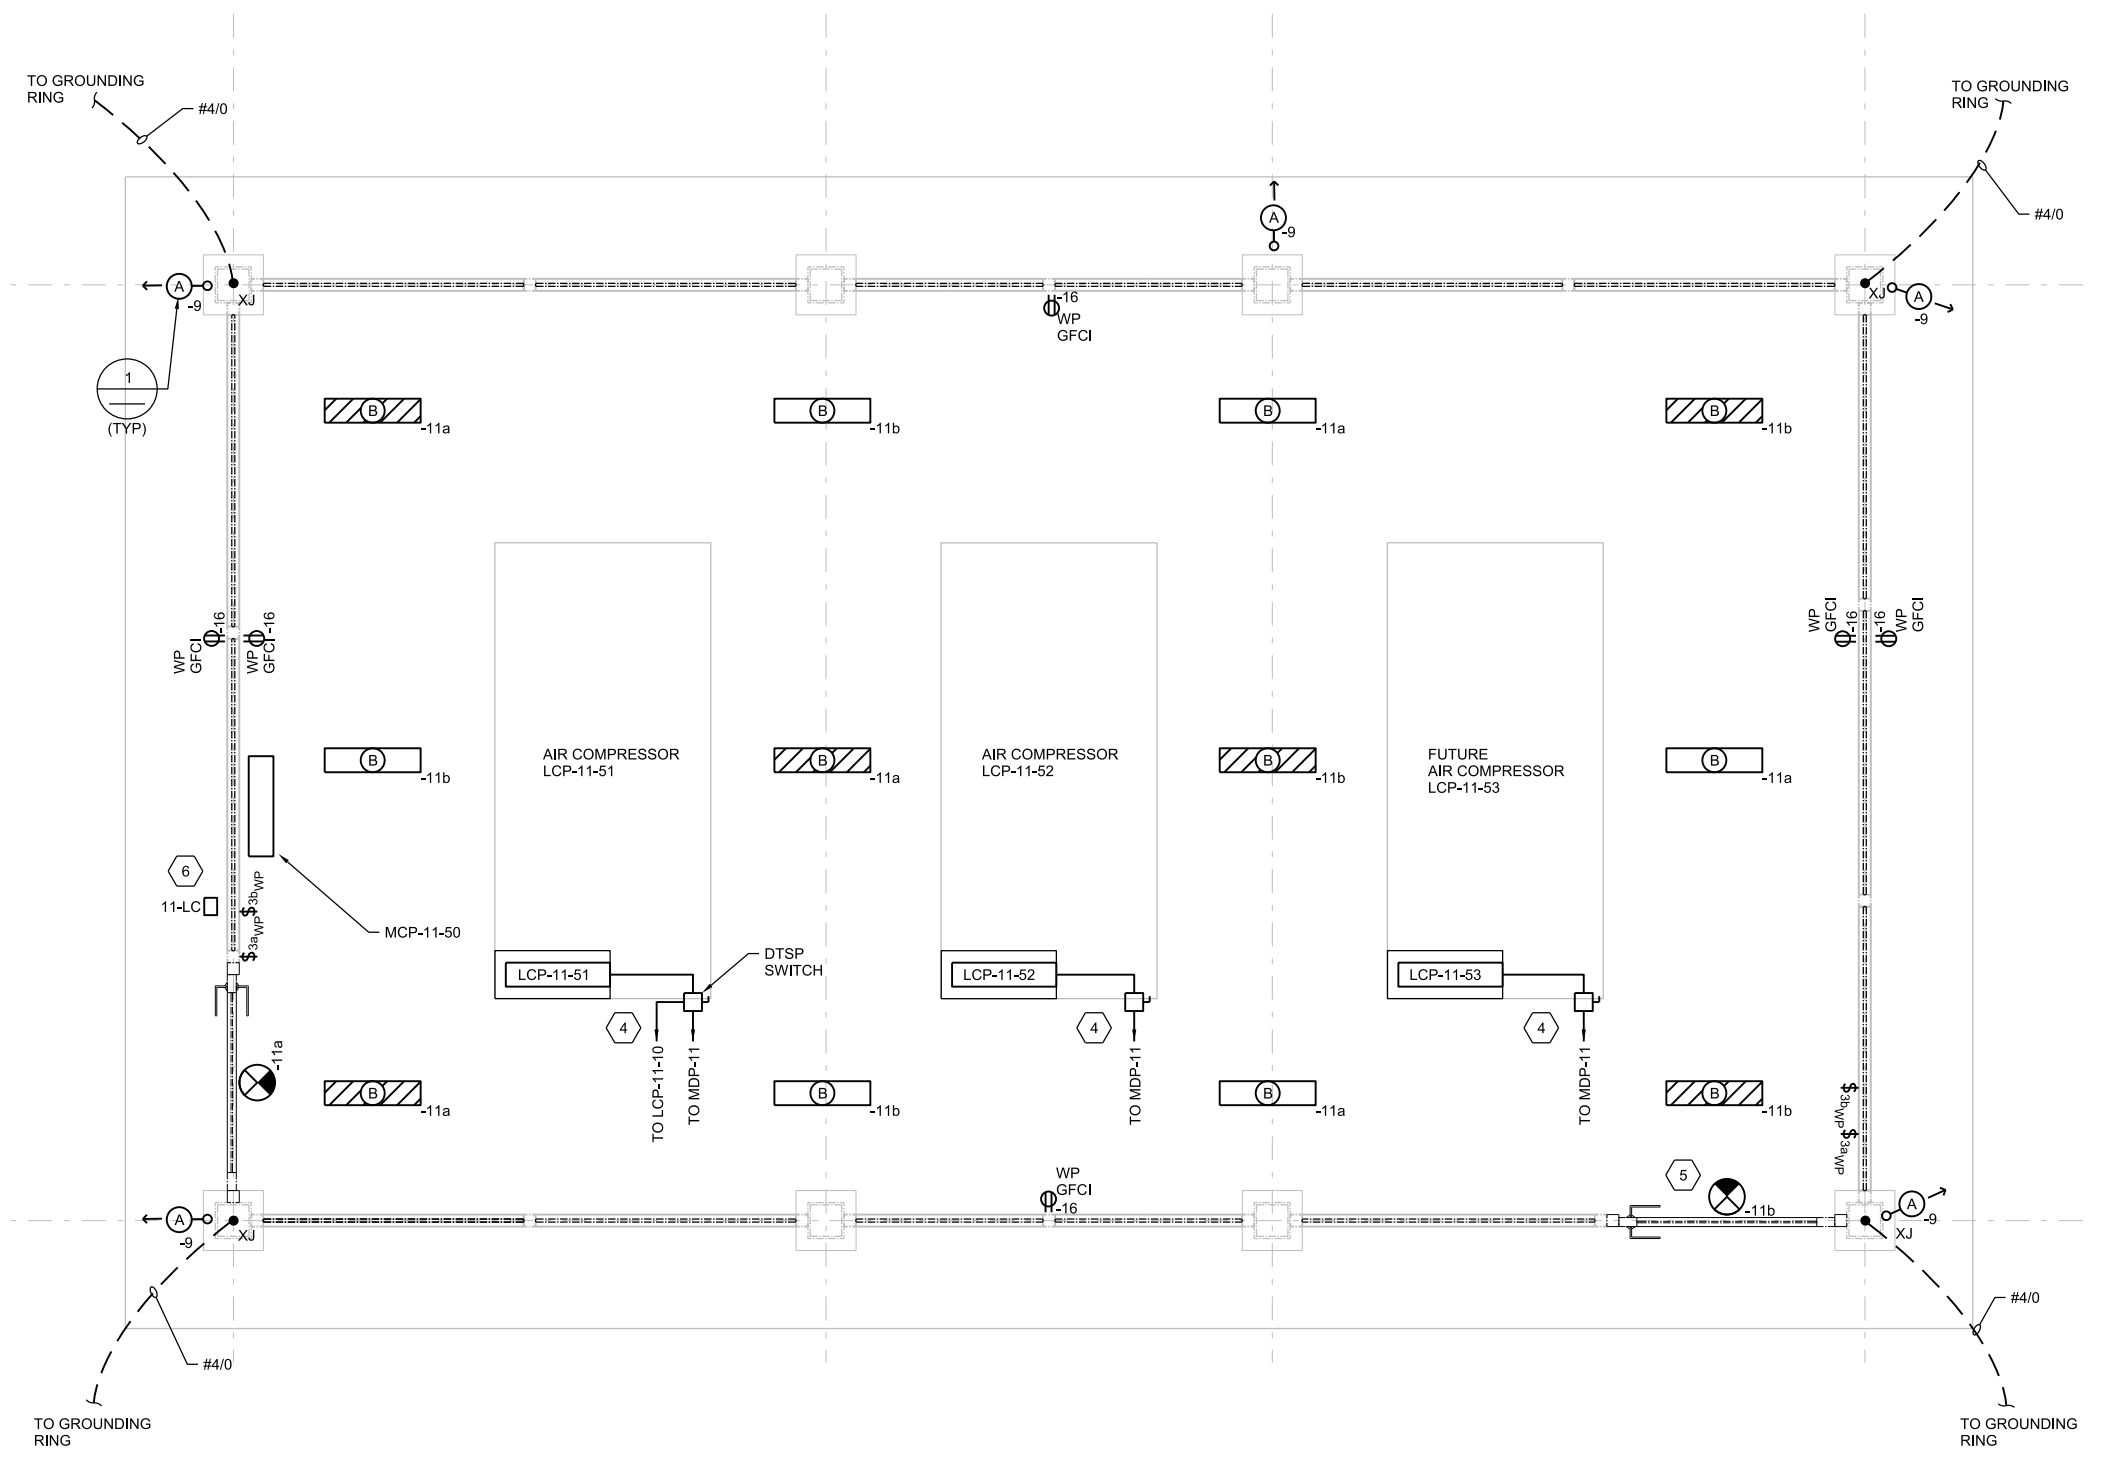 TO GROUNDING
RING
#4/0
TO GROUNDING
RING
#4/0
A
-9
A
-9
XJ
A
-9
XJ
-16
WP
GFCI
1
(TYP)
B
-11a
B
-11b
B
-11a
B
-11b
WP
GFCI
-16
WP
GFCI
-16
WP
GFCI
-16
-16
WP
GFCI
B
-11b
AIR COMPRESSOR
LCP-11-51
B
-11a
AIR COMPRESSOR
LCP-11-52
B
-11b
FUTURE
AIR COMPRESSOR
LCP-11-53
B
-11a
6
11-LC
$3bWP
$3aWP
MCP-11-50
LCP-11-51
DTSP
SWITCH
LCP-11-52
LCP-11-53
4
4
4
TO LCP-11-10
TO MDP-11
TO MDP-11
TO MDP-11
-11a
B
-11a
B
-11b
B
-11a
B
-11b
$3bWP
$3aWP
WP
GFCI
-16
5
-11b
A
-9
XJ
A
-9
XJ
#4/0
#4/0
TO GROUNDING
RING
TO GROUNDING
RING